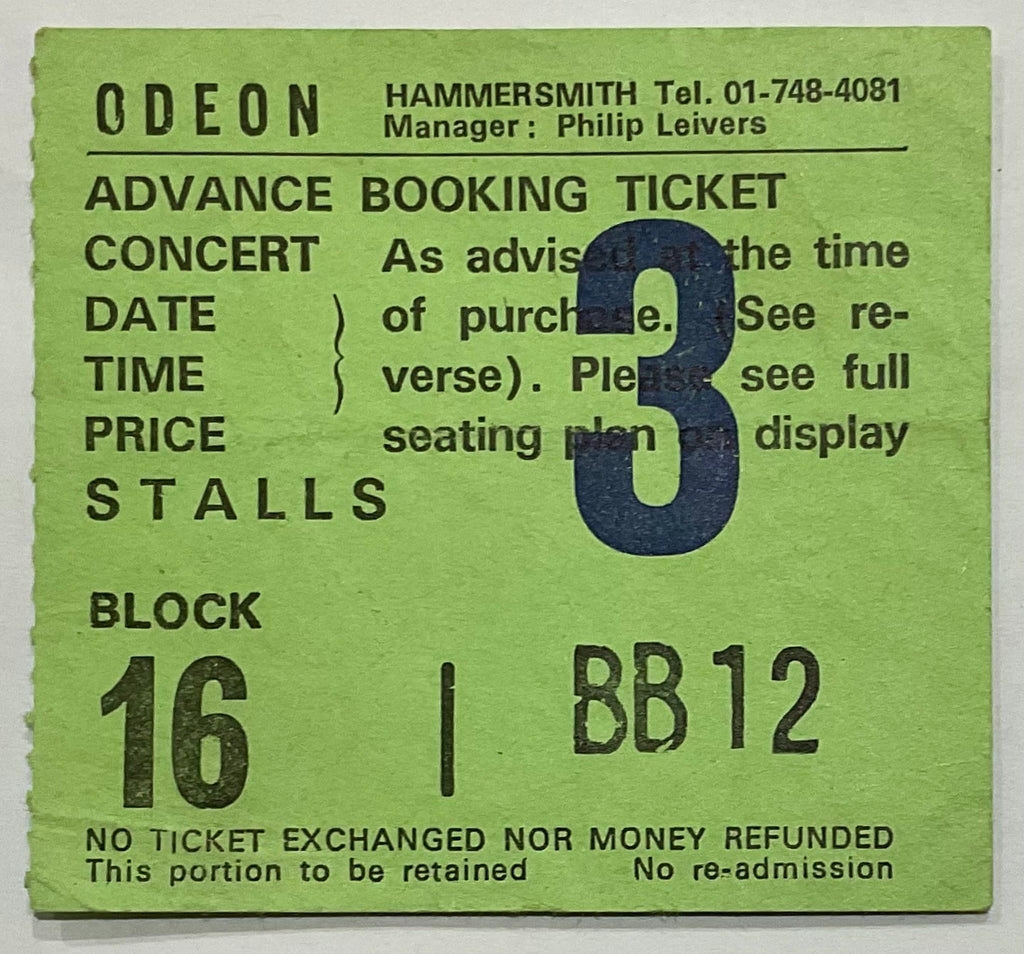 ODEON HAMMERSMITH Tel. 01-748-4081
Manager: Philip Leivers
ADVANCE BOOKING TICKET
CONCERT As advised at the time
DATE of purchase. (See re-
TIME verse). Please see full
PRICE seating plan on display
STALLS
3
BLOCK
16 | BB12
NO TICKET EXCHANGED NOR MONEY REFUNDED
This portion to be retained No re-admission